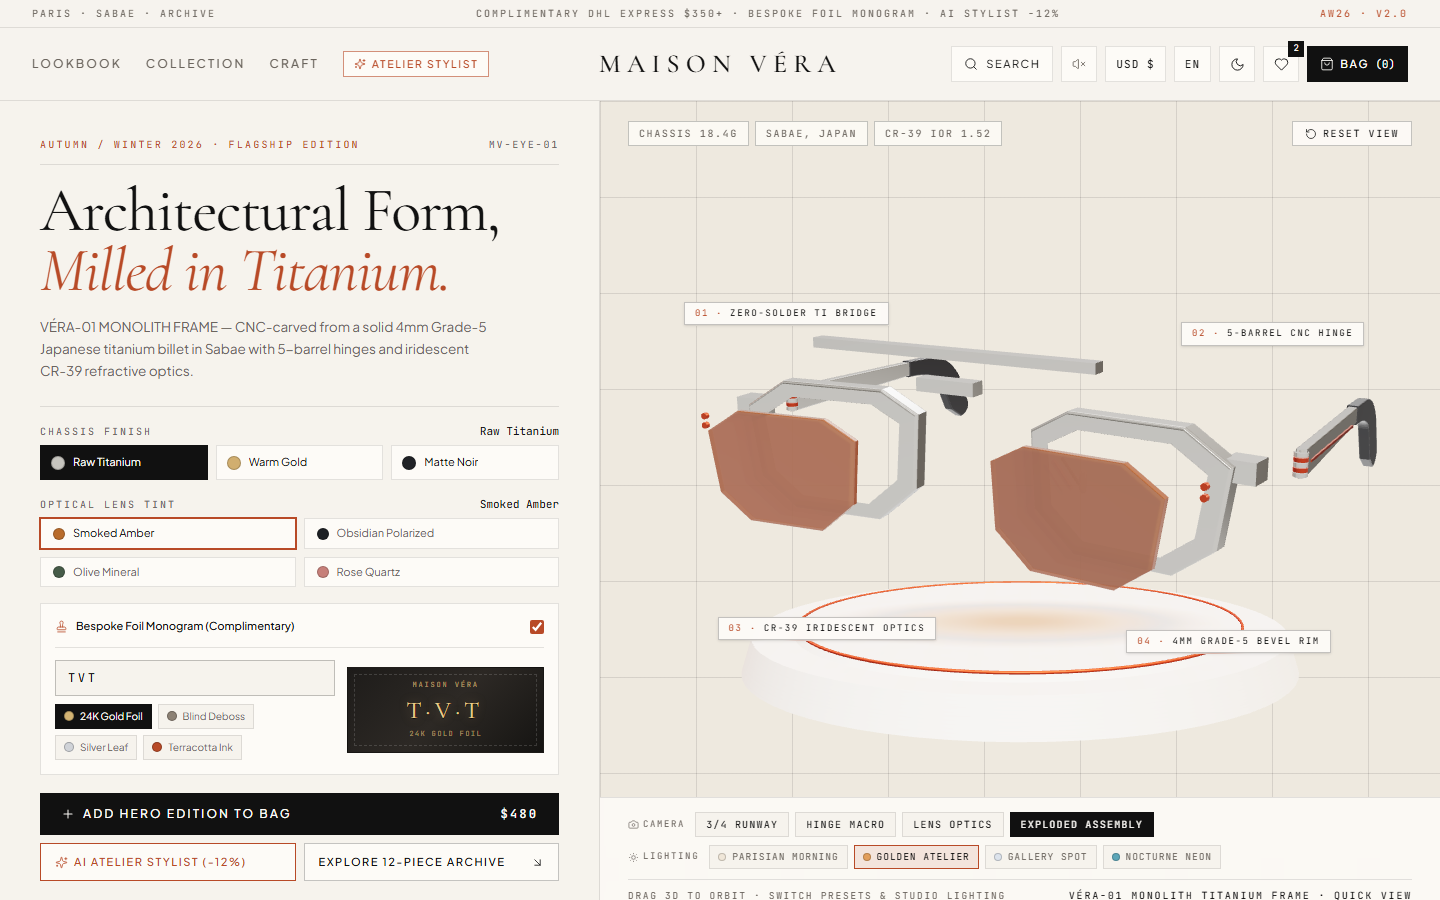 PARIS · SABAE · ARCHIVE
COMPLIMENTARY DHL EXPRESS $350+ · BESPOKE FOIL MONOGRAM · AI STYLIST -12%
AW26 · V2.0
LOOKBOOK
COLLECTION
CRAFT
ATELIER STYLIST
MAISON VÉRA
SEARCH
USD $
EN
2
BAG (0)
AUTUMN / WINTER 2026 · FLAGSHIP EDITION
MV-EYE-01
Architectural Form,
Milled in Titanium.
VÉRA-01 MONOLITH FRAME — CNC-carved from a solid 4mm Grade-5
Japanese titanium billet in Sabae with 5-barrel hinges and iridescent
CR-39 refractive optics.
CHASSIS FINISH
Raw Titanium
Raw Titanium
Warm Gold
Matte Noir
OPTICAL LENS TINT
Smoked Amber
Smoked Amber
Obsidian Polarized
Olive Mineral
Rose Quartz
Bespoke Foil Monogram (Complimentary)
TVT
24K Gold Foil
Blind Deboss
Silver Leaf
Terracotta Ink
MAISON VÉRA
T·V·T
24K GOLD FOIL
+ ADD HERO EDITION TO BAG
$480
AI ATELIER STYLIST (-12%)
EXPLORE 12-PIECE ARCHIVE
CHASSIS 18.4G
SABAE, JAPAN
CR-39 IOR 1.52
RESET VIEW
01 · ZERO-SOLDER TI BRIDGE
02 · 5-BARREL CNC HINGE
03 · CR-39 IRIDESCENT OPTICS
04 · 4MM GRADE-5 BEVEL RIM
CAMERA
3/4 RUNWAY
HINGE MACRO
LENS OPTICS
EXPLODED ASSEMBLY
LIGHTING
PARISIAN MORNING
GOLDEN ATELIER
GALLERY SPOT
NOCTURNE NEON
DRAG 3D TO ORBIT · SWITCH PRESETS & STUDIO LIGHTING
VÉRA-01 MONOLITH TITANIUM FRAME · QUICK VIEW